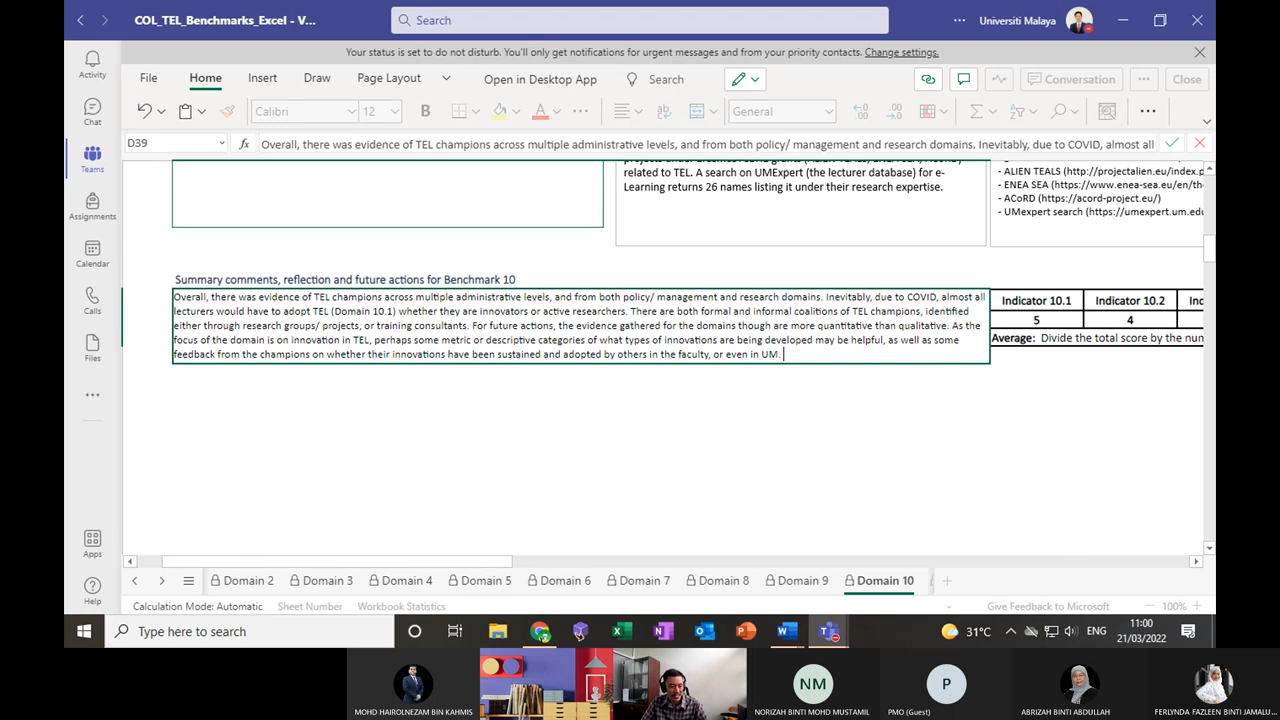 COL_TEL_Benchmarks_Excel - V...
Search
Universiti Malaya
Your status is set to do not disturb. You'll only get notifications for urgent messages and from your priority contacts. Change settings.
File Home Insert Draw Page Layout Open in Desktop App Search Conversation Close
Calibri 12 B A General
D39 fx Overall, there was evidence of TEL champions across multiple administrative levels, and from both policy/ management and research domains. Inevitably, due to COVID, almost all
Activity
Chat
Teams
Assignments
Calendar
Calls
Files
Apps
Help
related to TEL. A search on UMExpert (the lecturer database) for e-
Learning returns 26 names listing it under their research expertise.
- ALIEN TEALS (http://projectalien.eu/index.p
- ENEA SEA (https://www.enea-sea.eu/en/the
- ACoRD (https://acord-project.eu/)
- UMexpert search (https://umexpert.um.edu
Summary comments, reflection and future actions for Benchmark 10
Overall, there was evidence of TEL champions across multiple administrative levels, and from both policy/ management and research domains. Inevitably, due to COVID, almost all
lecturers would have to adopt TEL (Domain 10.1) whether they are innovators or active researchers. There are both formal and informal coalitions of TEL champions, identified
either through research groups/ projects, or training consultants. For future actions, the evidence gathered for the domains though are more quantitative than qualitative. As the
focus of the domain is on innovation in TEL, perhaps some metric or descriptive categories of what types of innovations are being developed may be helpful, as well as some
feedback from the champions on whether their innovations have been sustained and adopted by others in the faculty, or even in UM.
Indicator 10.1 Indicator 10.2 Inc
5 4
Average: Divide the total score by the num
Domain 2 Domain 3 Domain 4 Domain 5 Domain 6 Domain 7 Domain 8 Domain 9 Domain 10
Calculation Mode: Automatic Sheet Number Workbook Statistics Give Feedback to Microsoft 100%
Type here to search
31°C ENG
11:00
21/03/2022
NM
P
MOHD HAIROLNEZAM BIN KAHMIS
NORIZAH BINTI MOHD MUSTAMIL
PMO (Guest)
ABRIZAH BINTI ABDULLAH
FERLYNDA FAZLEEN BINTI JAMALU...